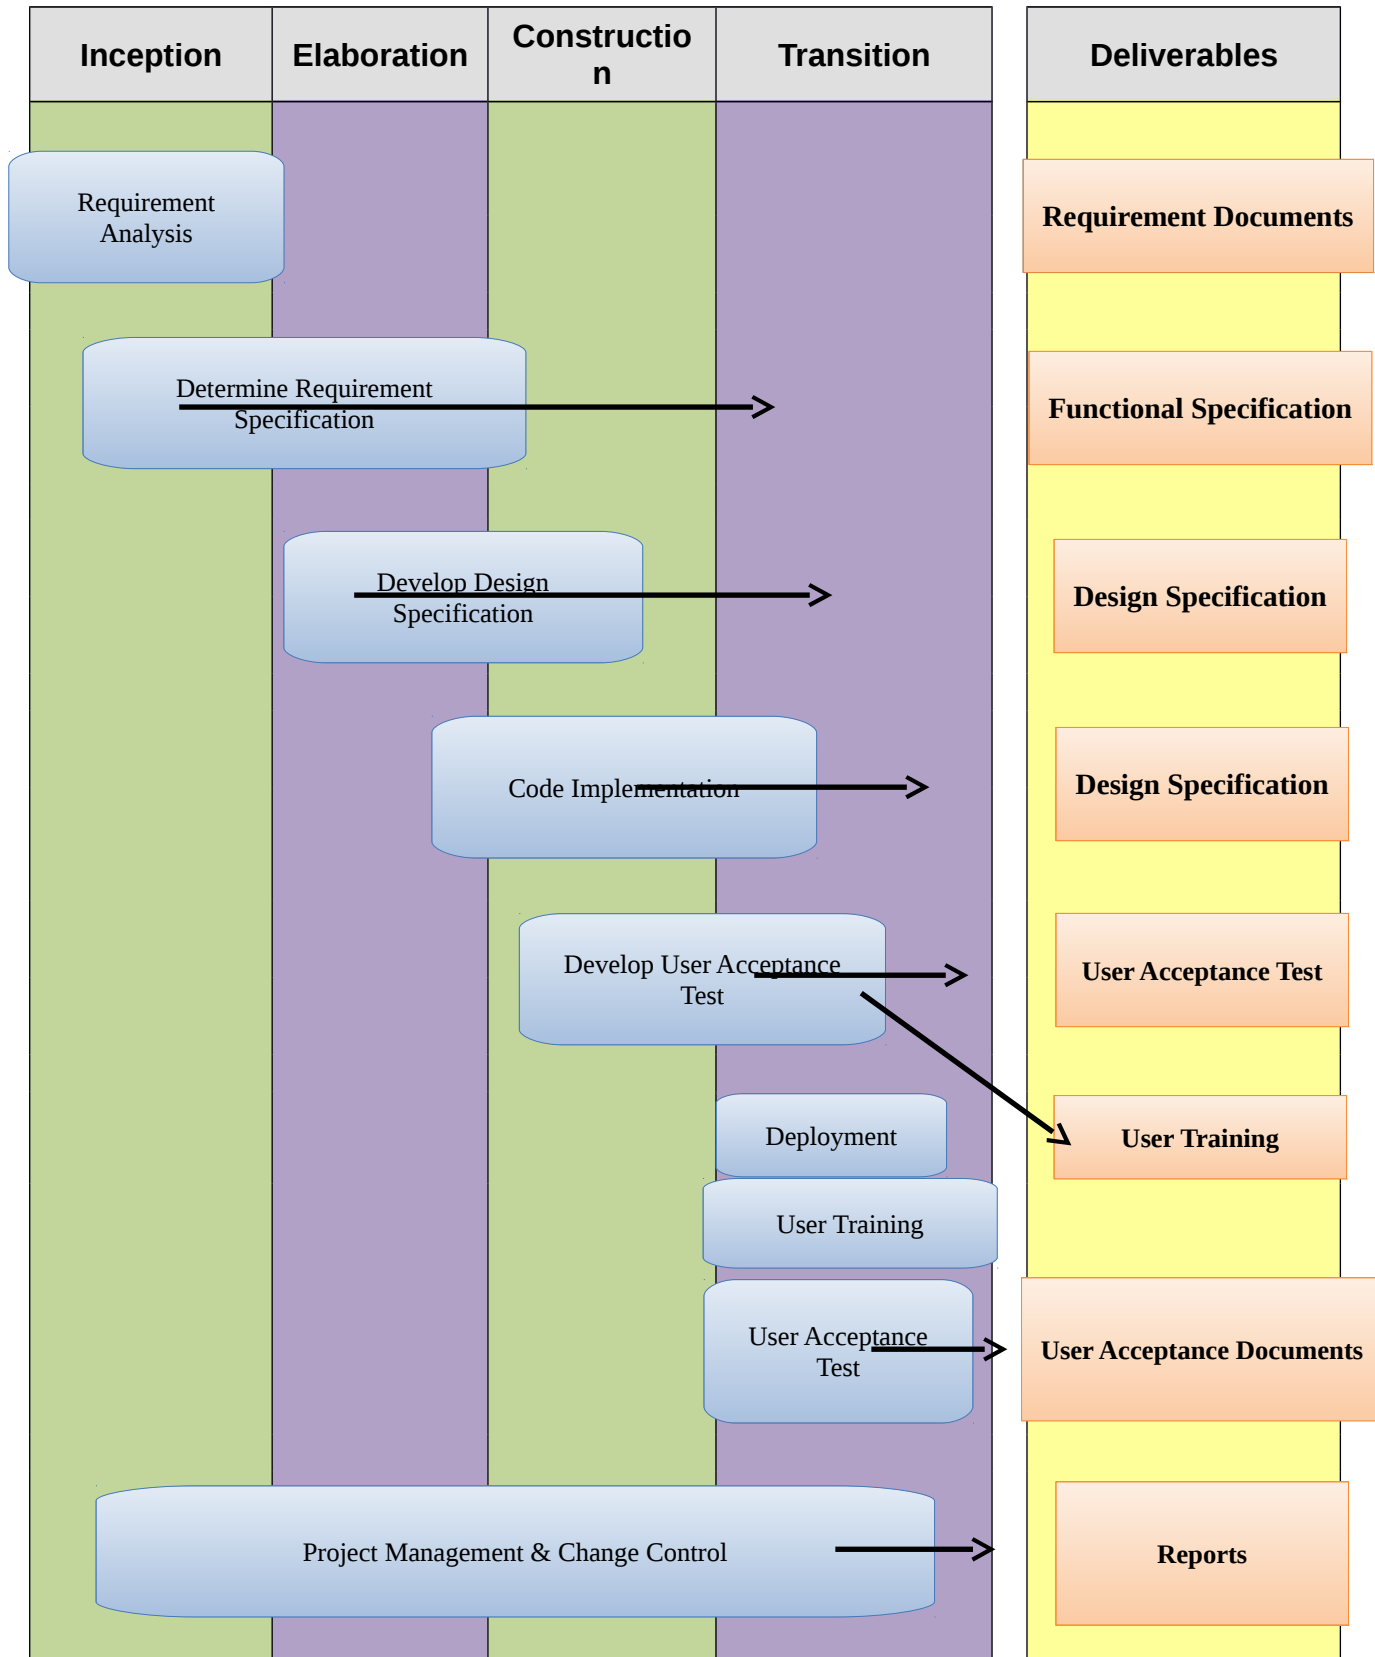 Inception
Elaboration
Constructio
n
Transition
Deliverables
Requirement
Analysis
Requirement Documents
Determine Requirement
Specification
Functional Specification
Develop Design
Specification
Design Specification
Code Implementation
Design Specification
Develop User Acceptance
Test
User Acceptance Test
Deployment
User Training
User Training
User Acceptance
Test
User Acceptance Documents
Project Management & Change Control
Reports